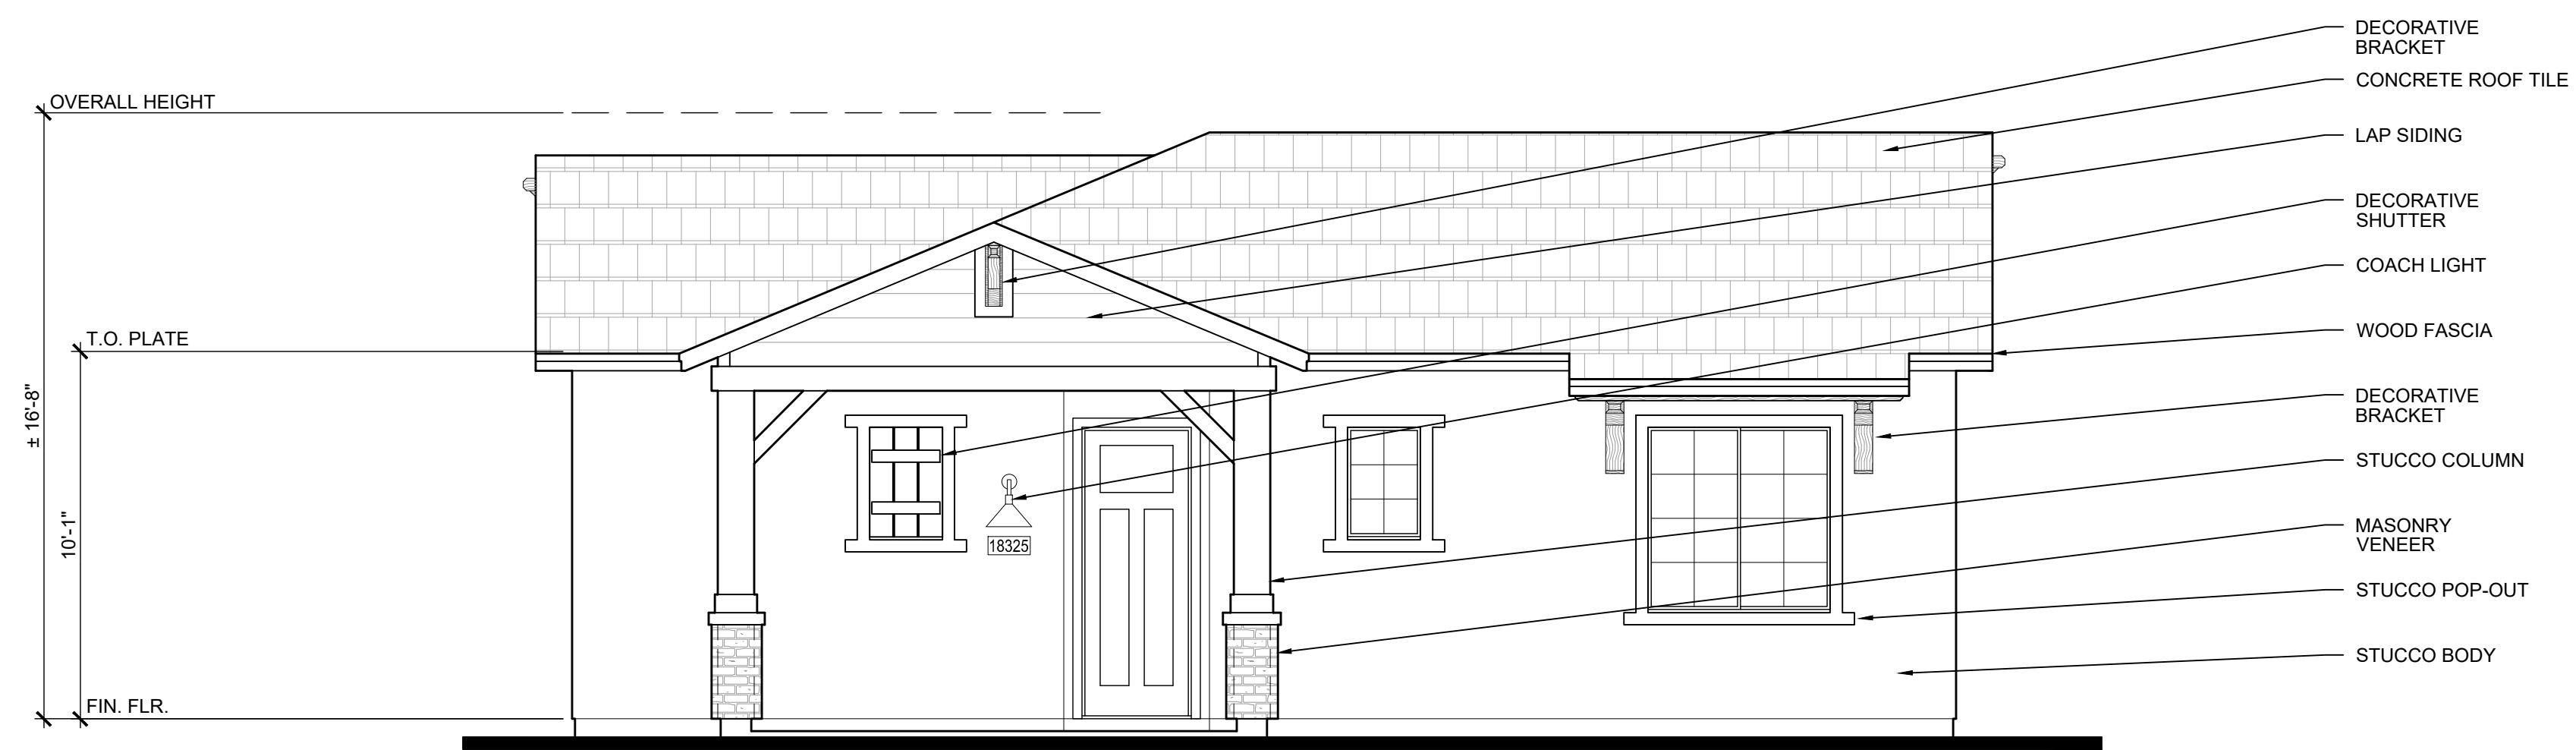 DECORATIVE
BRACKET
CONCRETE ROOF TILE
OVERALL HEIGHT
LAP SIDING
DECORATIVE
SHUTTER
COACH LIGHT
WOOD FASCIA
T.O. PLATE
± 16'-8"
DECORATIVE
BRACKET
STUCCO COLUMN
10'-1"
MASONRY
VENEER
18325
STUCCO POP-OUT
STUCCO BODY
FIN. FLR.